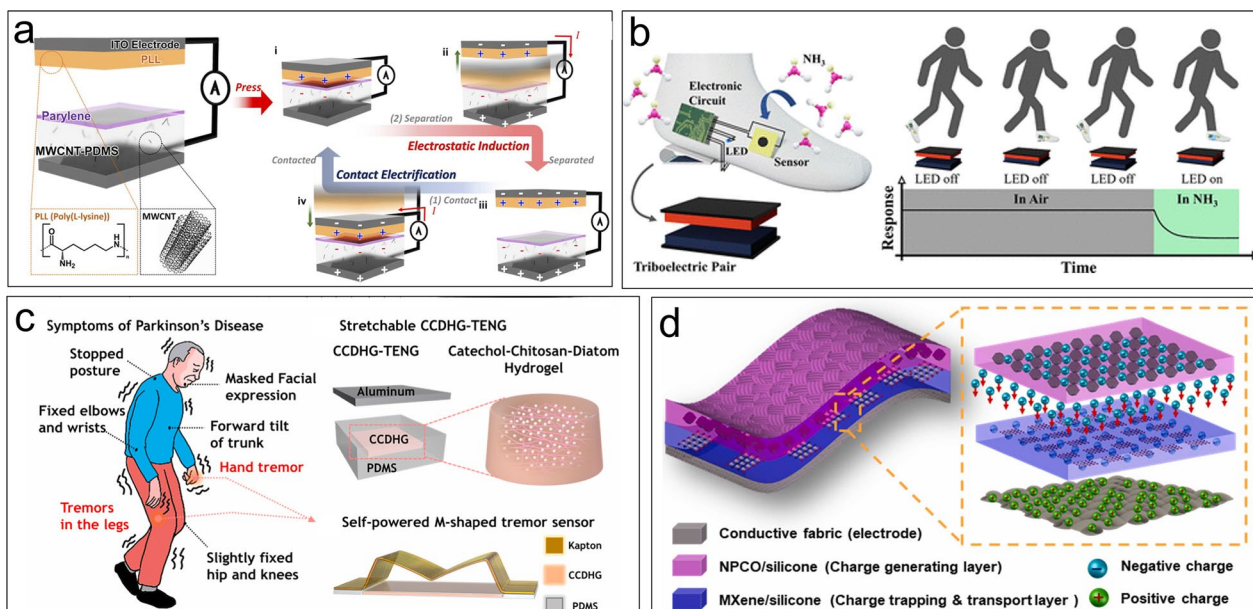 a
ITO Electrode
PLL
Parylene
MWCNT-PDMS
PLL (Poly(L-lysine))
MWCNT
O
H
N
n
NH2
A
Press
i
ii
I
A
A
(2) Separation
Electrostatic Induction
Contacted
Separated
Contact Electrification
(1) Contact
iv
iii
I
A
A
b
NH3
Electronic
Circuit
LED
Sensor
Triboelectric Pair
LED off
LED off
LED off
LED on
In Air
In NH3
Response
Time
c
Symptoms of Parkinson's Disease
Stopped
posture
Masked Facial
expression
Fixed elbows
and wrists
Forward tilt
of trunk
Hand tremor
Tremors
in the legs
Slightly fixed
hip and knees
Stretchable CCDHG-TENG
CCDHG-TENG
Catechol-Chitosan-Diatom
Hydrogel
Aluminum
CCDHG
PDMS
Self-powered M-shaped tremor sensor
Kapton
CCDHG
PDMS
d
Conductive fabric (electrode)
NPCO/silicone (Charge generating layer)
MXene/silicone (Charge trapping & transport layer )
Negative charge
Positive charge